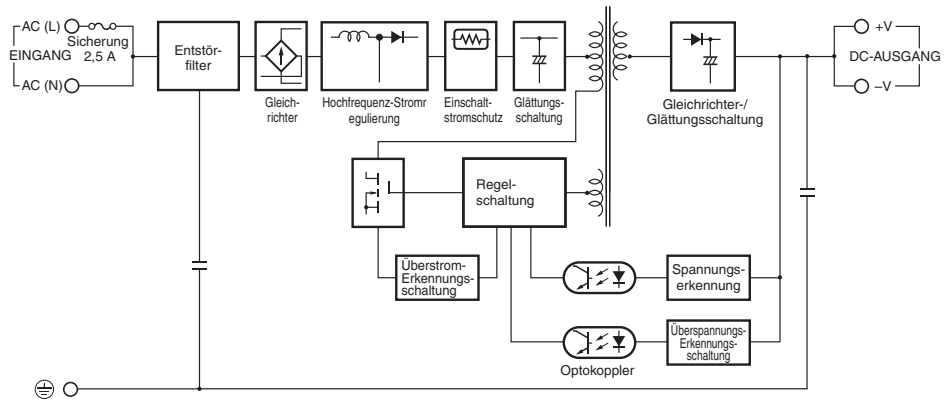 AC (L)
Sicherung
2,5 A
EINGANG
AC (N)
Entstör-
filter
Gleich-
richter
Hochfrequenz-Stromr
egulierung
Einschalt-
stromschutz
Glättungs-
schaltung
Gleichrichter-/
Glättungsschaltung
+V
DC-AUSGANG
–V
Regel-
schaltung
Überstrom-
Erkennungs-
schaltung
Spannungs-
erkennung
Überspannungs-
Erkennungs-
schaltung
Optokoppler